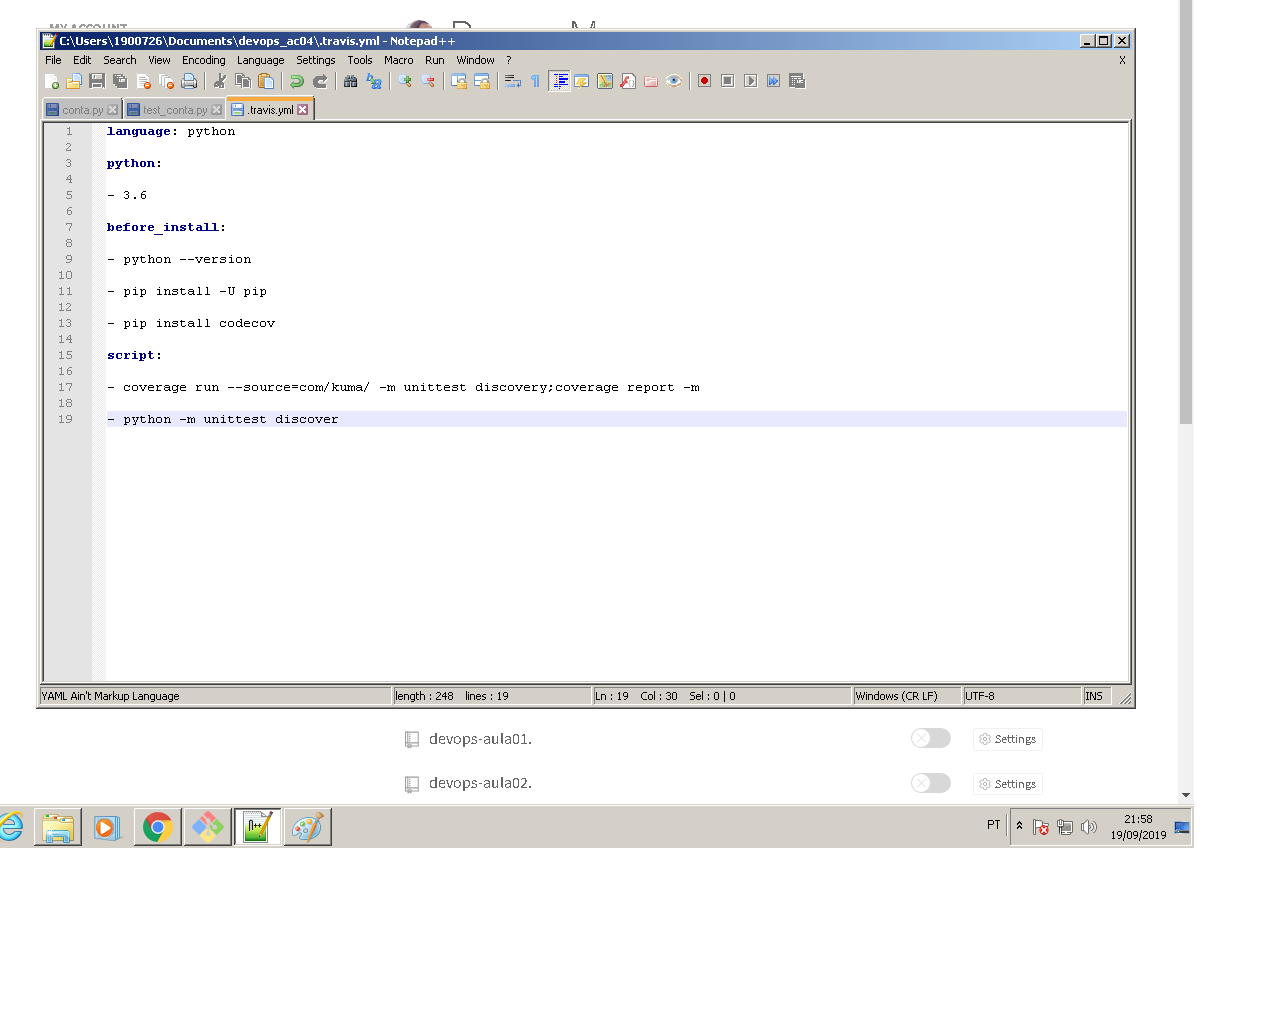 MY ACCOUNT
C:\Users\1900726\Documents\devops_ac04\.travis.yml - Notepad++
File Edit Search View Encoding Language Settings Tools Macro Run Window ? X
conta.py test_conta.py .travis.yml
1 language: python
2
3 python:
4
5 - 3.6
6
7 before_install:
8
9 - python --version
10
11 - pip install -U pip
12
13 - pip install codecov
14
15 script:
16
17 - coverage run --source=com/kuma/ -m unittest discovery;coverage report -m
18
19 - python -m unittest discover
YAML Ain't Markup Language length : 248 lines : 19 Ln : 19 Col : 30 Sel : 0 | 0 Windows (CR LF) UTF-8 INS
devops-aula01. Settings
devops-aula02. Settings
PT 21:58
19/09/2019